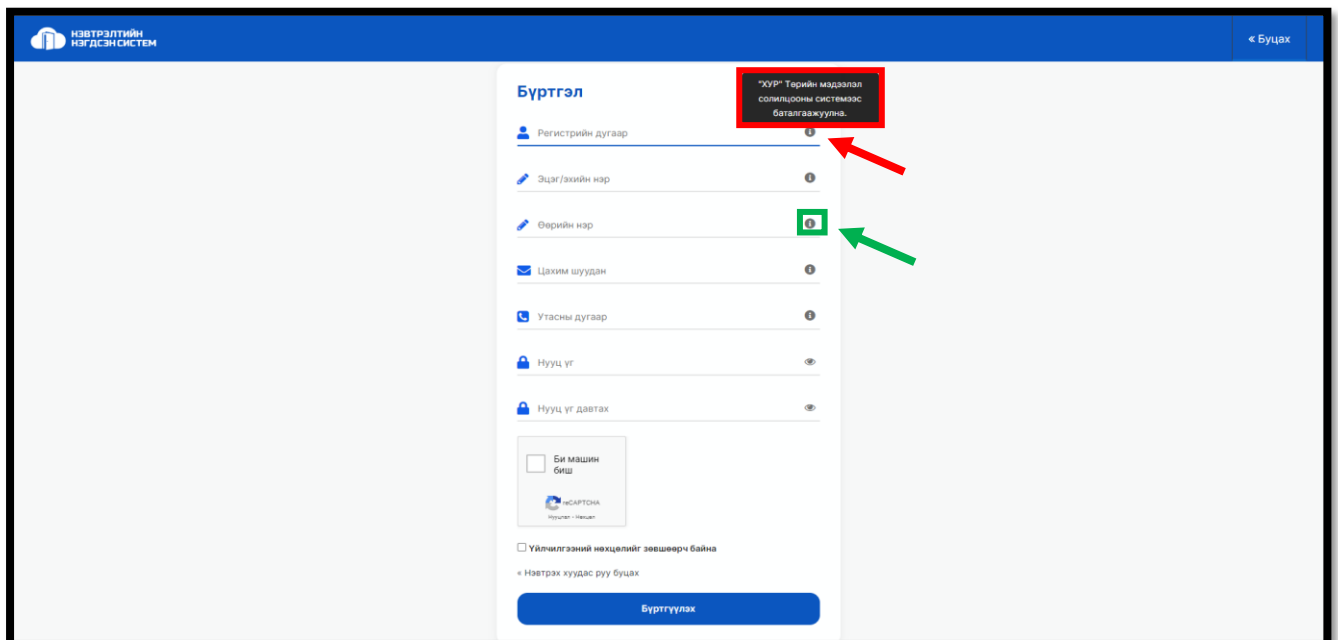 НЭВТРЭЛТИЙН
НЭГДСЭН СИСТЕМ
« Буцах
Бүртгэл
"ХУР" Төрийн мэдээлэл
солилцооны системээс
баталгаажуулна.
Регистрийн дугаар
Эцэг/эхийн нэр
Өөрийн нэр
Цахим шуудан
Утасны дугаар
Нууц үг
Нууц үг давтах
Би машин
биш
reCAPTCHA
Нууцлал - Нөхцөл
Үйлчилгээний нөхцөлийг зөвшөөрч байна
« Нэвтрэх хуудас руу буцах
Бүртгүүлэх